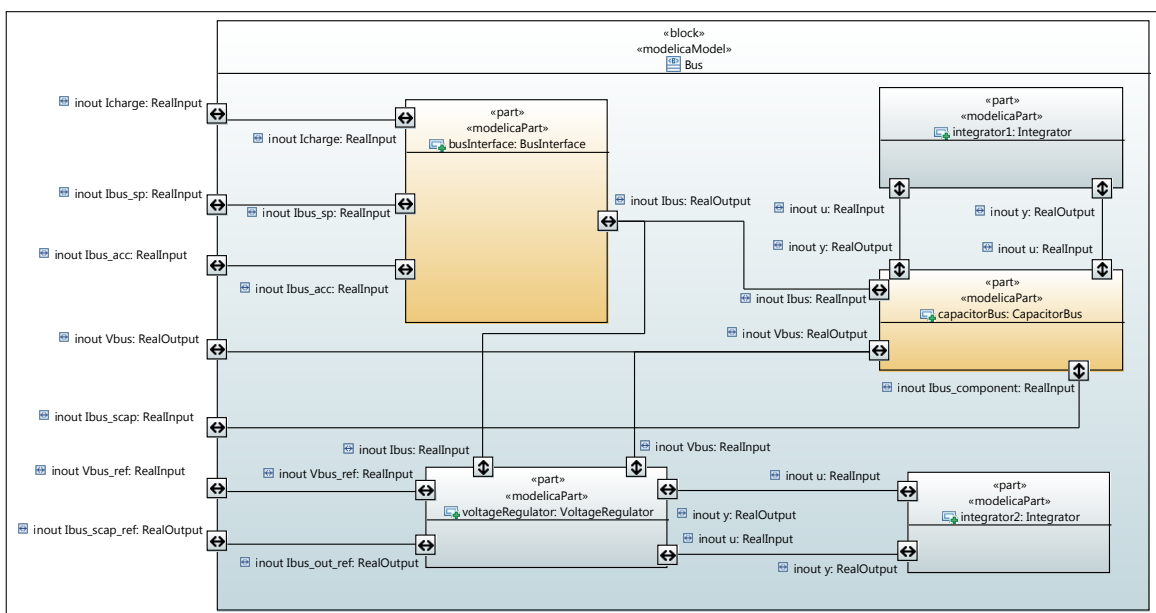 «block»
«modelicaModel»
Bus
inout Icharge: RealInput
inout Icharge: RealInput
«part»
«modelicaPart»
busInterface: BusInterface
«part»
«modelicaPart»
integrator1: Integrator
inout Ibus_sp: RealInput
inout Ibus_sp: RealInput
inout Ibus: RealOutput
inout u: RealInput
inout y: RealOutput
inout y: RealOutput
inout u: RealInput
inout Ibus_acc: RealInput
inout Ibus_acc: RealInput
inout Ibus: RealInput
«part»
«modelicaPart»
capacitorBus: CapacitorBus
inout Vbus: RealOutput
inout Vbus: RealOutput
inout Ibus_component: RealInput
inout Ibus_scap: RealInput
inout Ibus: RealInput
inout Vbus: RealInput
inout Vbus_ref: RealInput
inout Vbus_ref: RealInput
inout u: RealInput
«part»
«modelicaPart»
voltageRegulator: VoltageRegulator
inout y: RealOutput
«part»
«modelicaPart»
integrator2: Integrator
inout Ibus_scap_ref: RealOutput
inout u: RealInput
inout Ibus_out_ref: RealOutput
inout y: RealOutput